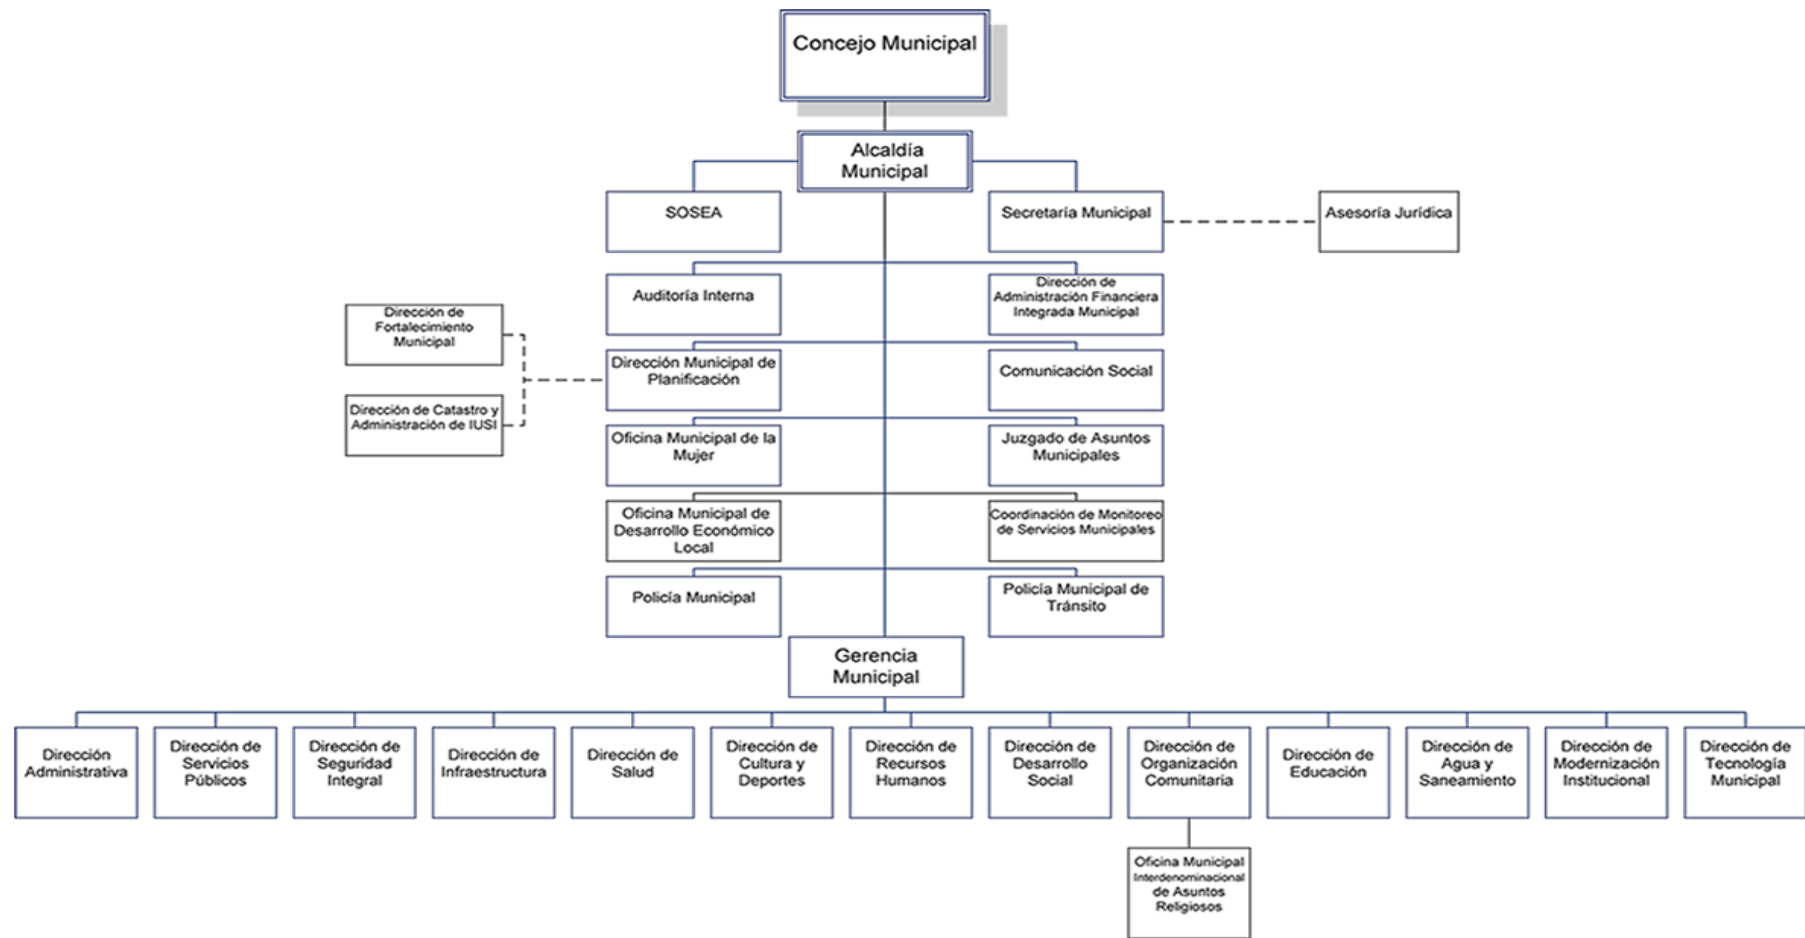 Concejo Municipal
Alcaldía
Municipal
SOSEA
Secretaría Municipal
Asesoría Jurídica
Auditoría Interna
Dirección de
Administración Financiera
Integrada Municipal
Dirección de
Fortalecimiento
Municipal
Dirección Municipal de
Planificación
Comunicación Social
Dirección de Catastro y
Administración de IUSI
Oficina Municipal de la
Mujer
Juzgado de Asuntos
Municipales
Oficina Municipal de
Desarrollo Económico
Local
Coordinación de Monitoreo
de Servicios Municipales
Policía Municipal
Policía Municipal de
Tránsito
Gerencia
Municipal
Dirección
Administrativa
Dirección de
Servicios
Públicos
Dirección de
Seguridad
Integral
Dirección de
Infraestructura
Dirección de
Salud
Dirección de
Cultura y
Deportes
Dirección de
Recursos
Humanos
Dirección de
Desarrollo
Social
Dirección de
Organización
Comunitaria
Dirección de
Educación
Dirección de
Agua y
Saneamiento
Dirección de
Modernización
Institucional
Dirección de
Tecnología
Municipal
Oficina Municipal
Interdenominacional
de Asuntos
Religiosos